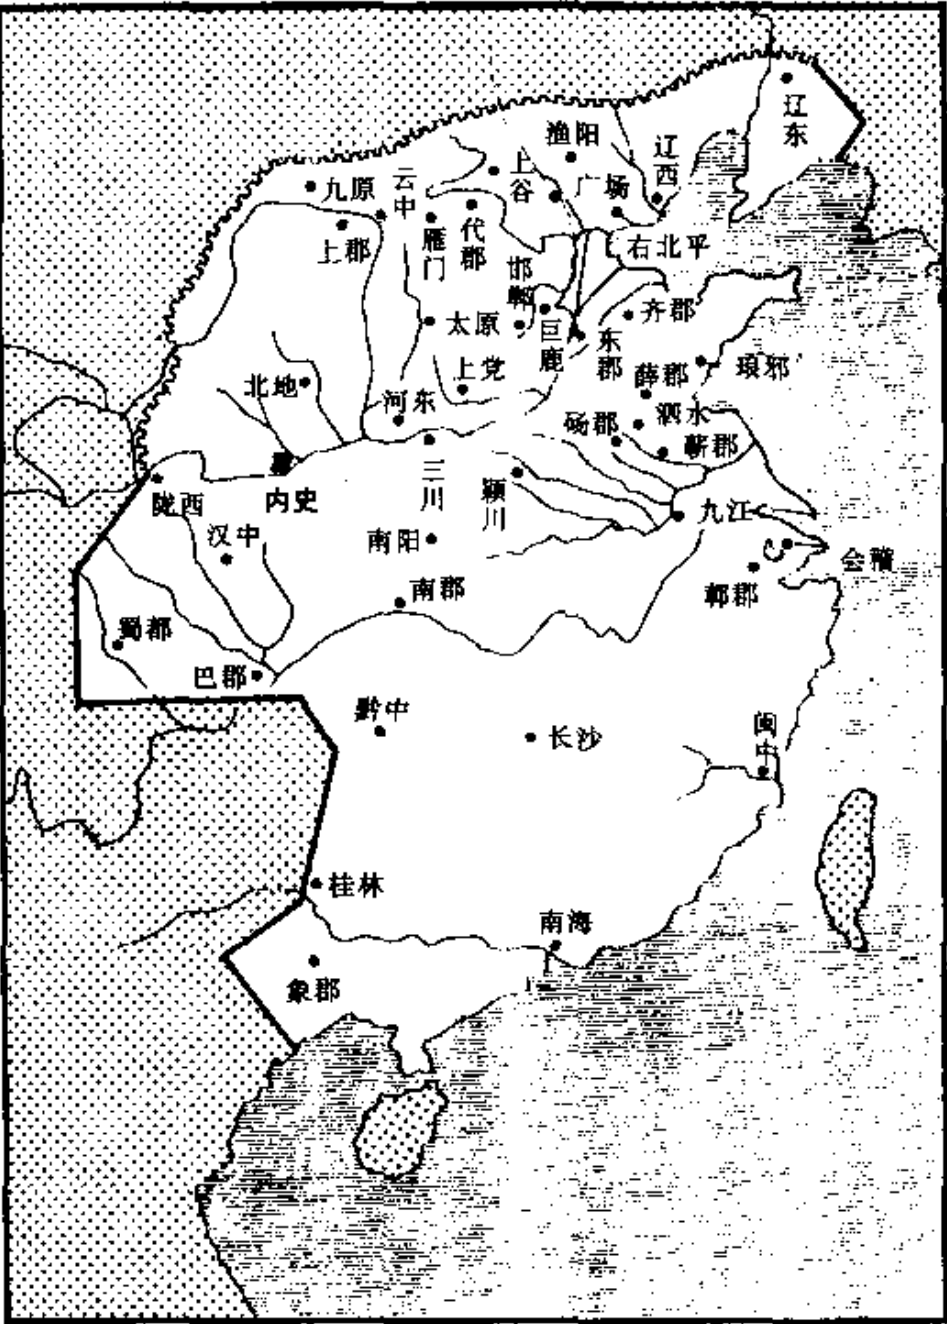 辽东
渔阳
辽西
上谷
广场
九原
云中
雁门
代郡
上郡
右北平
邯郸
齐郡
太原
巨鹿
东郡
琅邪
薛郡
上党
北地
河东
泗水
砀郡
蕲郡
三川
颍川
内史
陇西
九江
汉中
南阳
会稽
鄣郡
南郡
蜀都
巴郡
黔中
闽中
长沙
桂林
南海
象郡